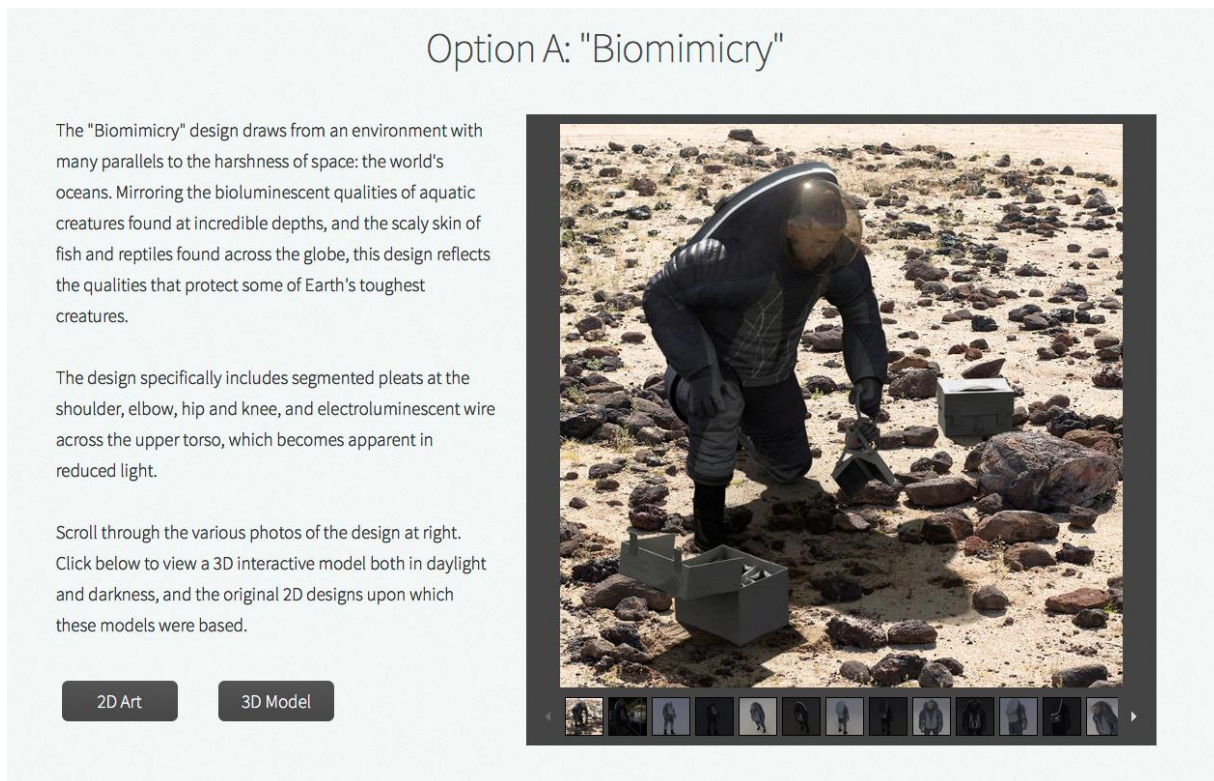 Option A: "Biomimicry"
The "Biomimicry" design draws from an environment with
many parallels to the harshness of space: the world's
oceans. Mirroring the bioluminescent qualities of aquatic
creatures found at incredible depths, and the scaly skin of
fish and reptiles found across the globe, this design reflects
the qualities that protect some of Earth's toughest
creatures.
The design specifically includes segmented pleats at the
shoulder, elbow, hip and knee, and electroluminescent wire
across the upper torso, which becomes apparent in
reduced light.
Scroll through the various photos of the design at right.
Click below to view a 3D interactive model both in daylight
and darkness, and the original 2D designs upon which
these models were based.
2D Art
3D Model